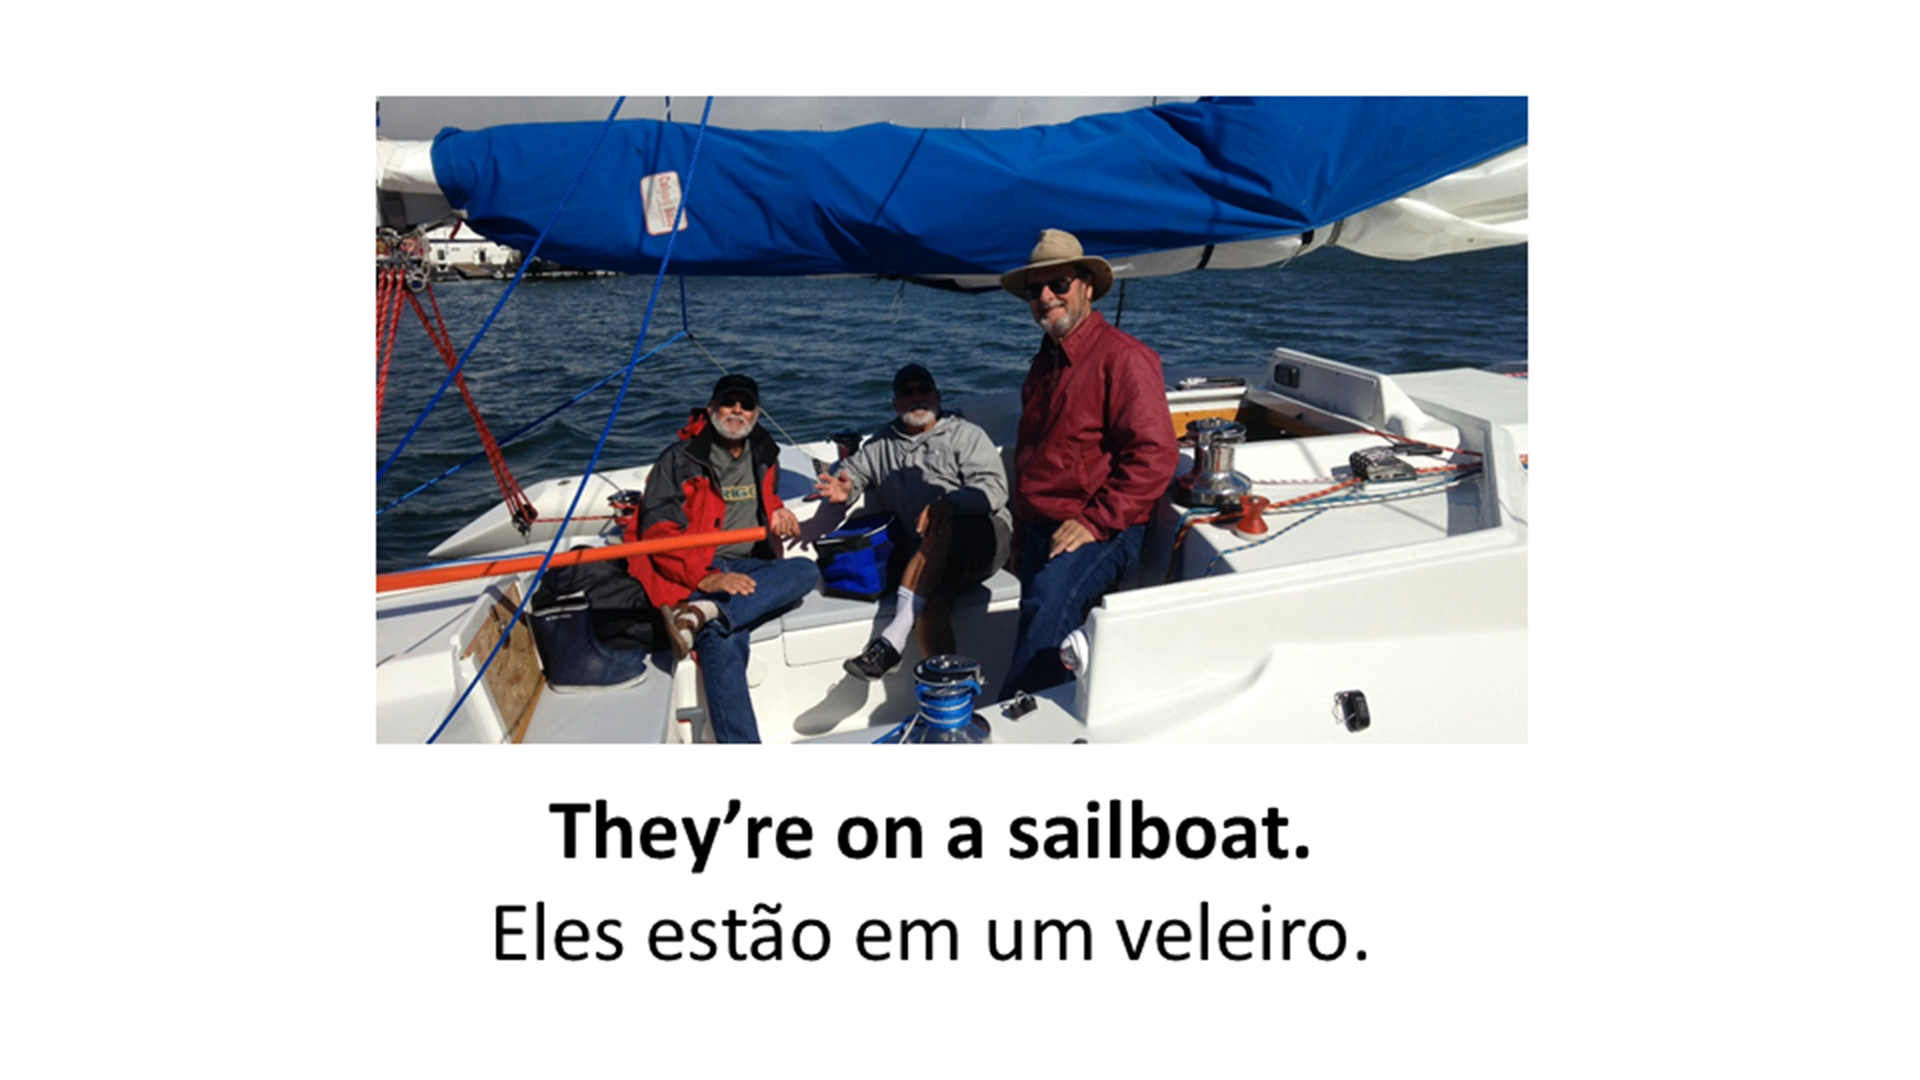 They’re on a sailboat.
Eles estão em um veleiro.